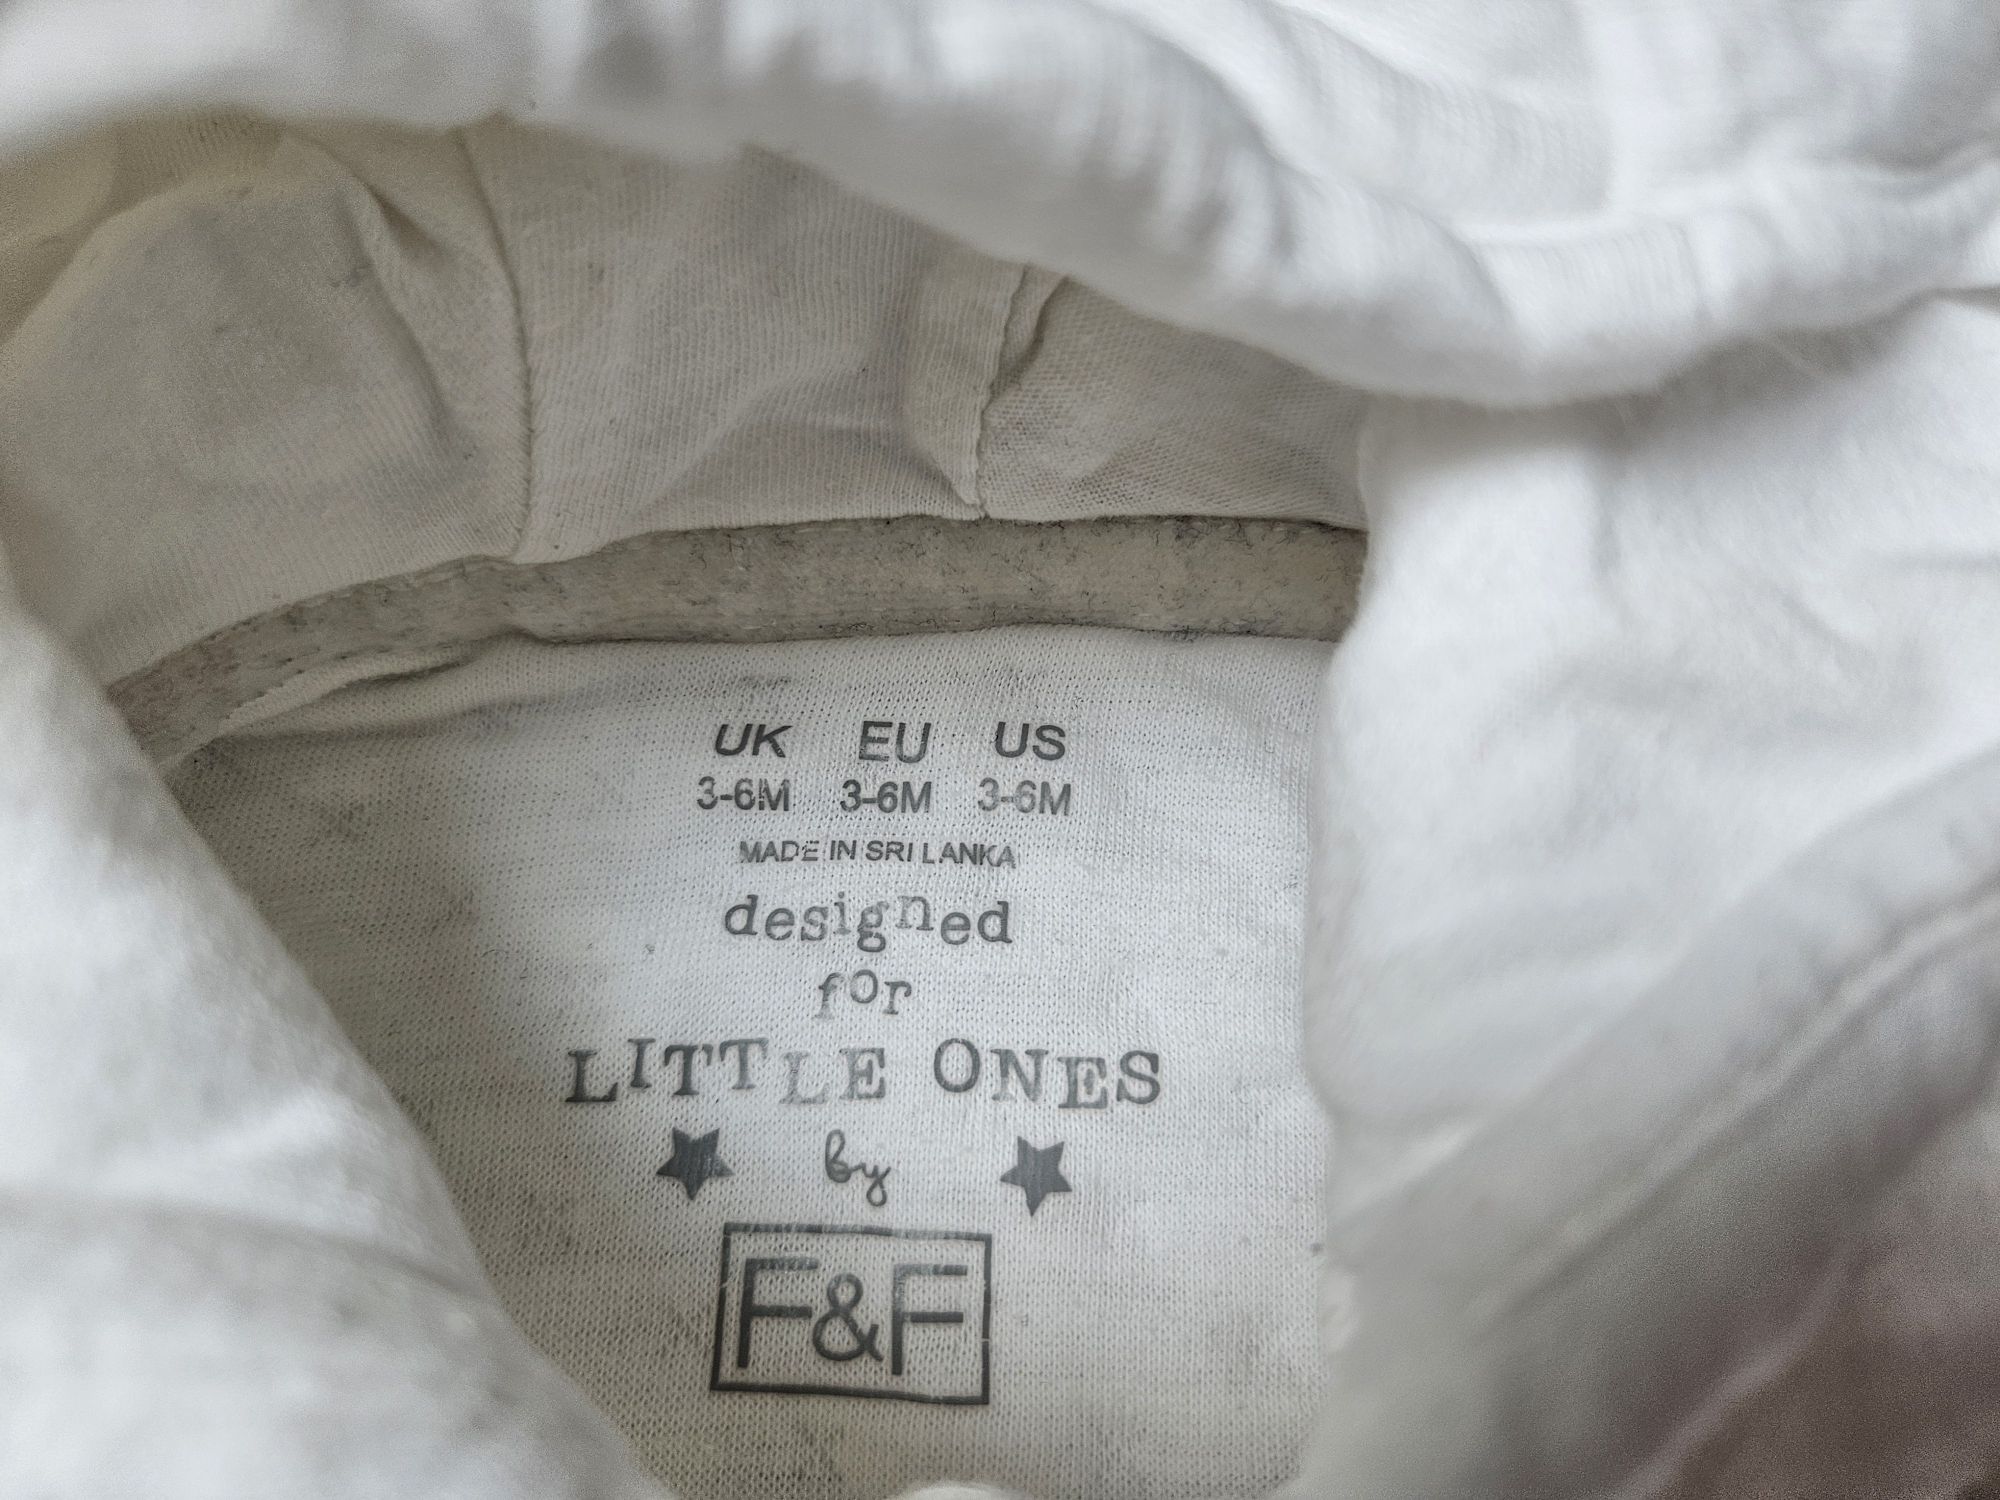 UK EU US
3-6M 3-6M 3-6M
MADE IN SRI LANKA
designed
for
LITTLE ONES
by
F&F